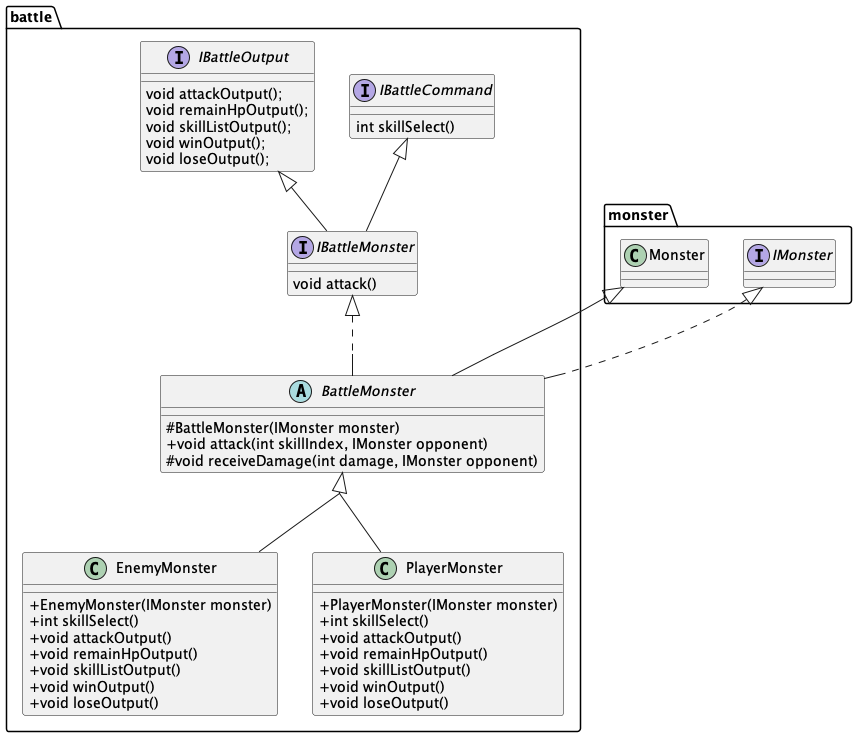 battle
I IBattleOutput
void attackOutput();
void remainHpOutput();
void skillListOutput();
void winOutput();
void loseOutput();
I IBattleCommand
int skillSelect()
I IBattleMonster
void attack()
monster
C Monster
I IMonster
A BattleMonster
#BattleMonster(IMonster monster)
+void attack(int skillIndex, IMonster opponent)
#void receiveDamage(int damage, IMonster opponent)
C EnemyMonster
+EnemyMonster(IMonster monster)
+int skillSelect()
+void attackOutput()
+void remainHpOutput()
+void skillListOutput()
+void winOutput()
+void loseOutput()
C PlayerMonster
+PlayerMonster(IMonster monster)
+int skillSelect()
+void attackOutput()
+void remainHpOutput()
+void skillListOutput()
+void winOutput()
+void loseOutput()